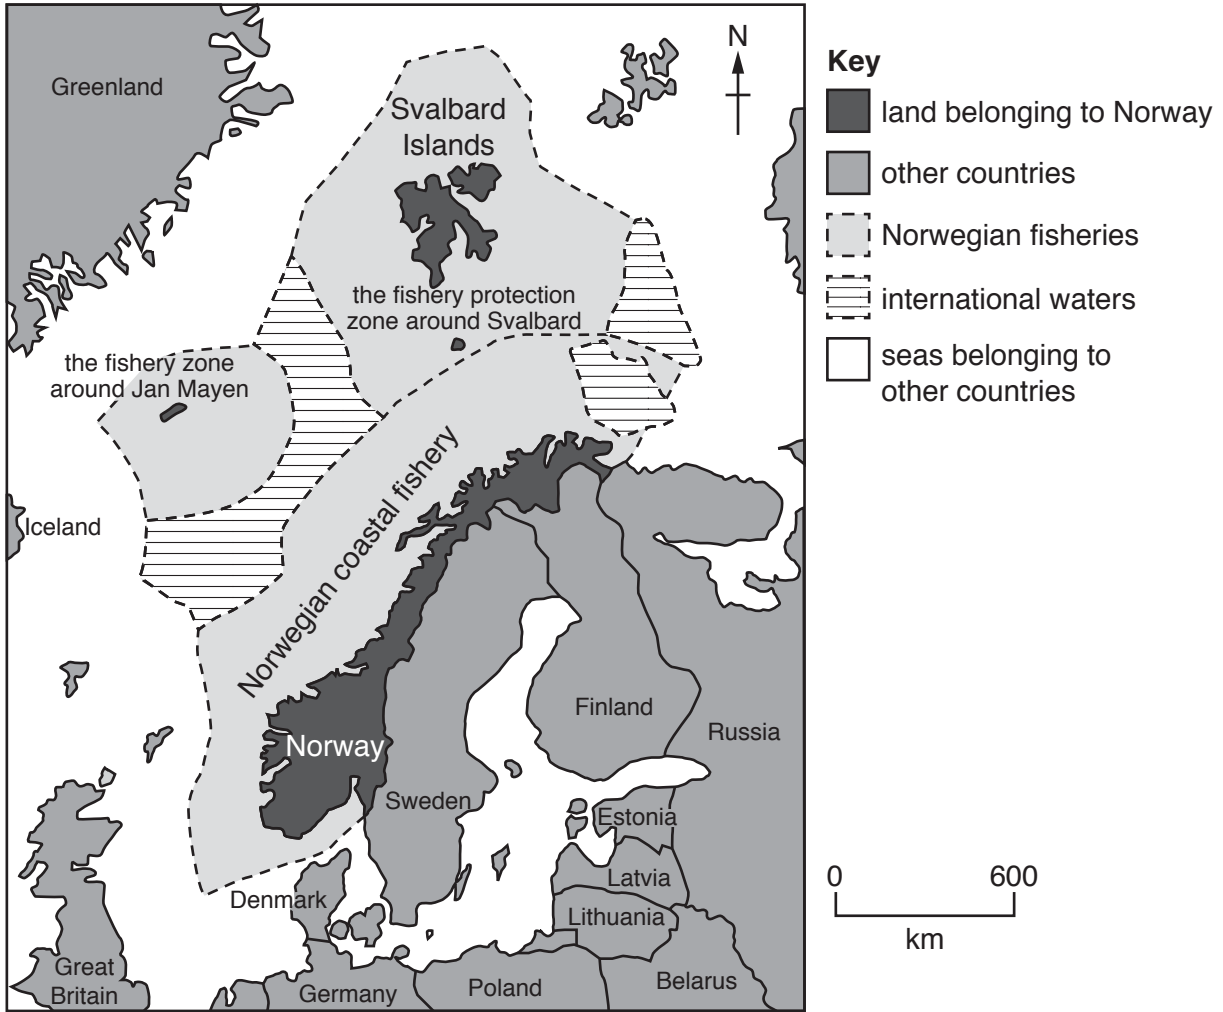 Greenland
Svalbard
Islands
N
the fishery protection
zone around Svalbard
the fishery zone
around Jan Mayen
Iceland
Norwegian coastal fishery
Norway
Sweden
Finland
Russia
Estonia
Latvia
Lithuania
Denmark
Great
Britain
Germany
Poland
Belarus
Key
land belonging to Norway
other countries
Norwegian fisheries
international waters
seas belonging to
other countries
0 600
km